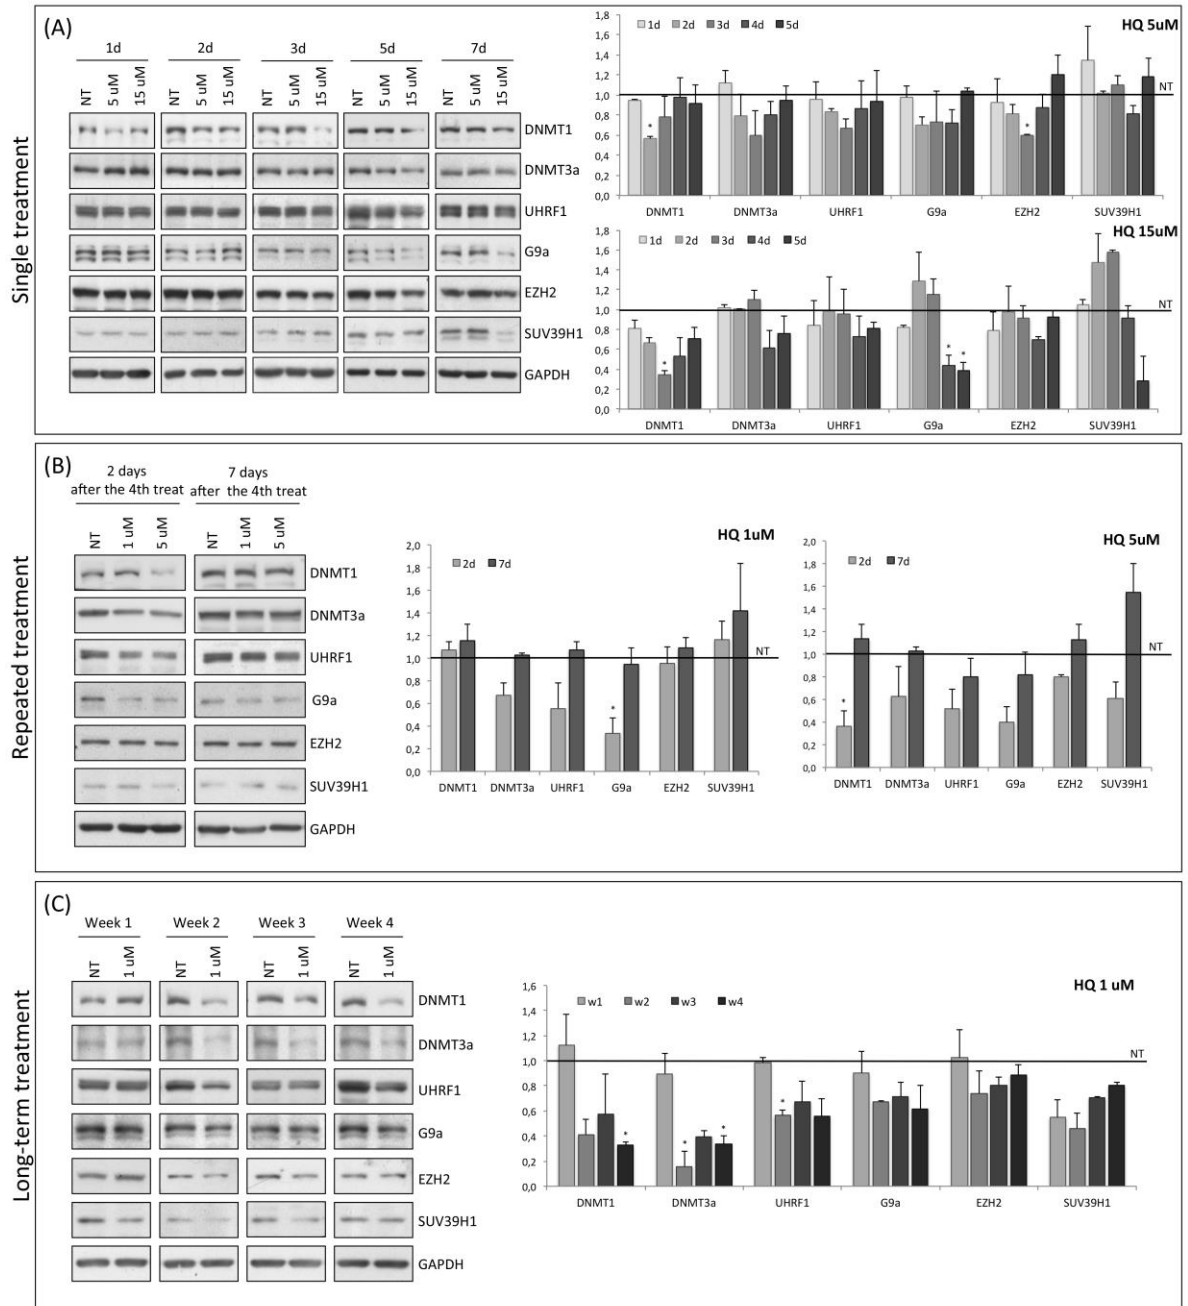 Single treatment
(A)
1d 2d 3d 5d 7d
NT 5 uM 15 uM NT 5 uM 15 uM NT 5 uM 15 uM NT 5 uM 15 uM NT 5 uM 15 uM
DNMT1
DNMT3a
UHRF1
G9a
EZH2
SUV39H1
GAPDH
HQ 5uM
1d 2d 3d 4d 5d
1,8
1,6
1,4
1,2
1,0
0,8
0,6
0,4
0,2
0,0
NT
*
*
DNMT1 DNMT3a UHRF1 G9a EZH2 SUV39H1
HQ 15uM
1d 2d 3d 4d 5d
1,8
1,6
1,4
1,2
1,0
0,8
0,6
0,4
0,2
0,0
NT
*
* *
DNMT1 DNMT3a UHRF1 G9a EZH2 SUV39H1
Repeated treatment
(B)
2 days
after the 4th treat
7 days
after the 4th treat
NT 1 uM 5 uM NT 1 uM 5 uM
DNMT1
DNMT3a
UHRF1
G9a
EZH2
SUV39H1
GAPDH
HQ 1uM
2d 7d
2,0
1,8
1,6
1,4
1,2
1,0
0,8
0,6
0,4
0,2
0,0
NT
*
DNMT1 DNMT3a UHRF1 G9a EZH2 SUV39H1
HQ 5uM
2d 7d
2,0
1,8
1,6
1,4
1,2
1,0
0,8
0,6
0,4
0,2
0,0
NT
*
DNMT1 DNMT3a UHRF1 G9a EZH2 SUV39H1
Long-term treatment
(C)
Week 1 Week 2 Week 3 Week 4
NT 1 uM NT 1 uM NT 1 uM NT 1 uM
DNMT1
DNMT3a
UHRF1
G9a
EZH2
SUV39H1
GAPDH
HQ 1 uM
w1 w2 w3 w4
1,6
1,4
1,2
1,0
0,8
0,6
0,4
0,2
0,0
NT
* * * *
DNMT1 DNMT3a UHRF1 G9a EZH2 SUV39H1